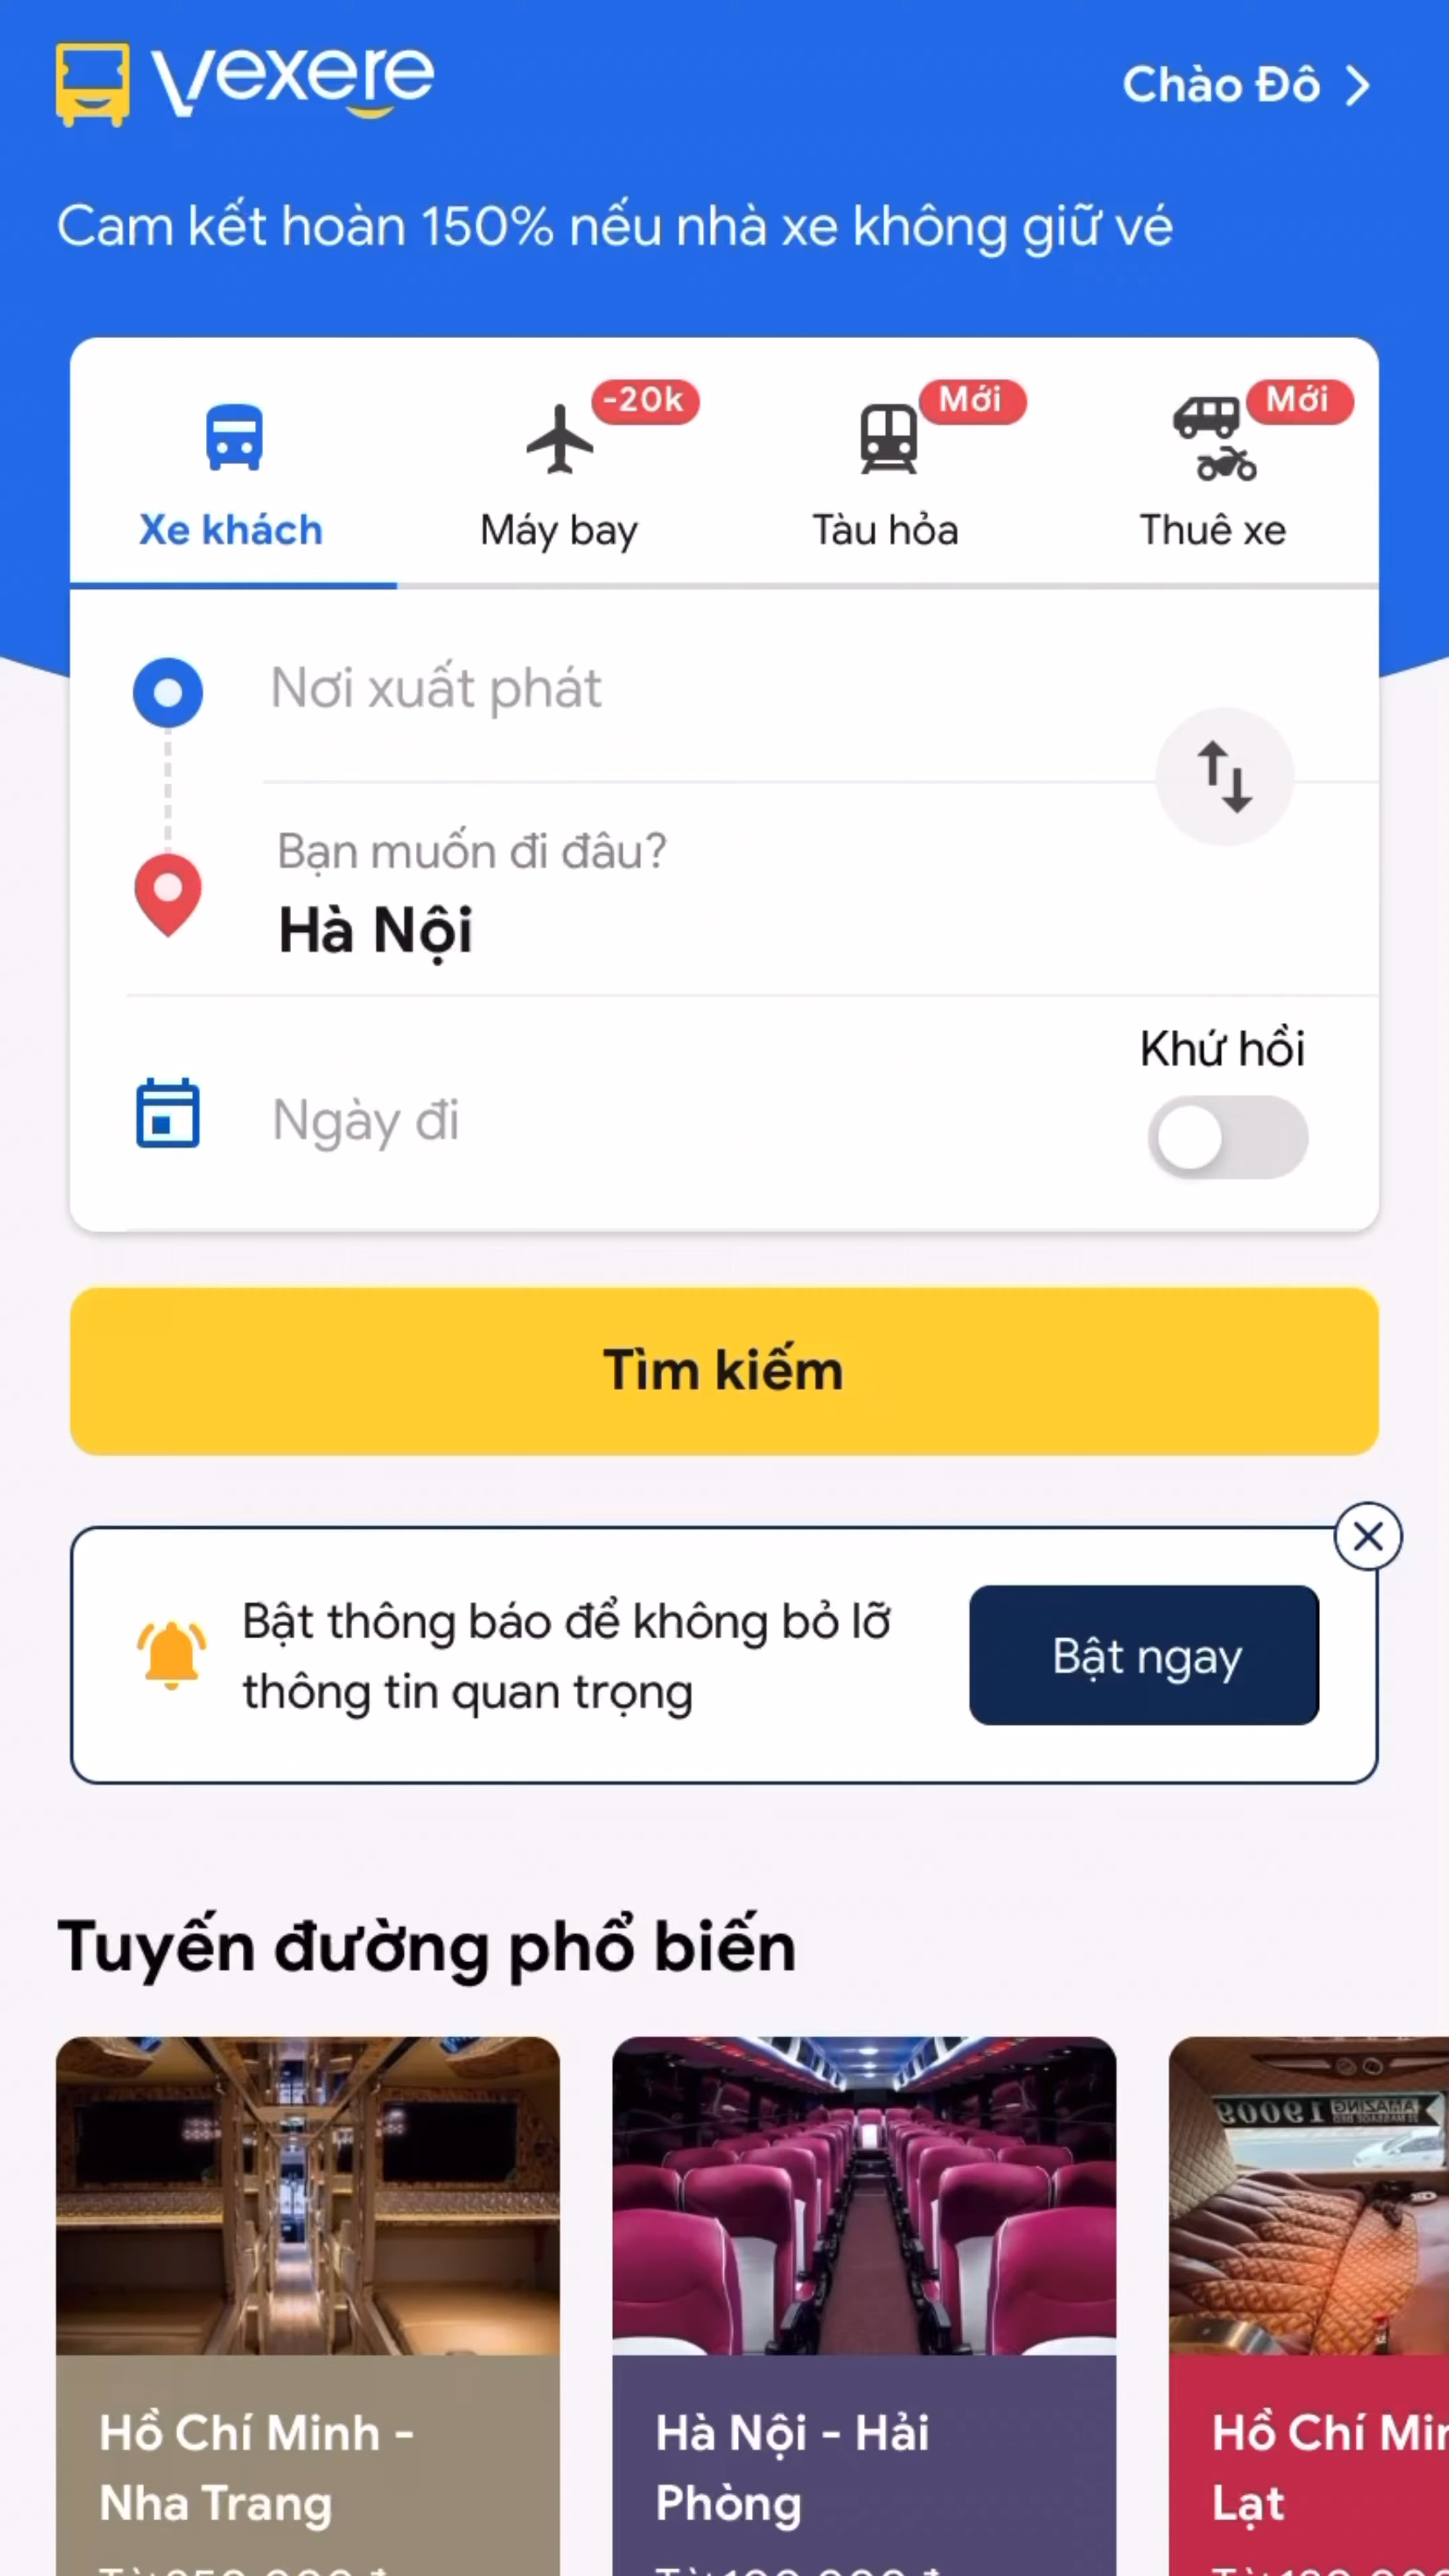 Vexere
Chào Đô
Cam kết hoàn 150% nếu nhà xe không giữ vé
-20k
Mới
Mới
Xe khách
Máy bay
Tàu hỏa
Thuê xe
Nơi xuất phát
Bạn muốn đi đâu?
Hà Nội
Khứ hồi
Ngày đi
Tìm kiếm
Bật thông báo để không bỏ lỡ
thông tin quan trọng
Bật ngay
Tuyến đường phổ biến
Hồ Chí Minh -
Nha Trang
Hà Nội - Hải
Phòng
Hồ Chí
Lạt